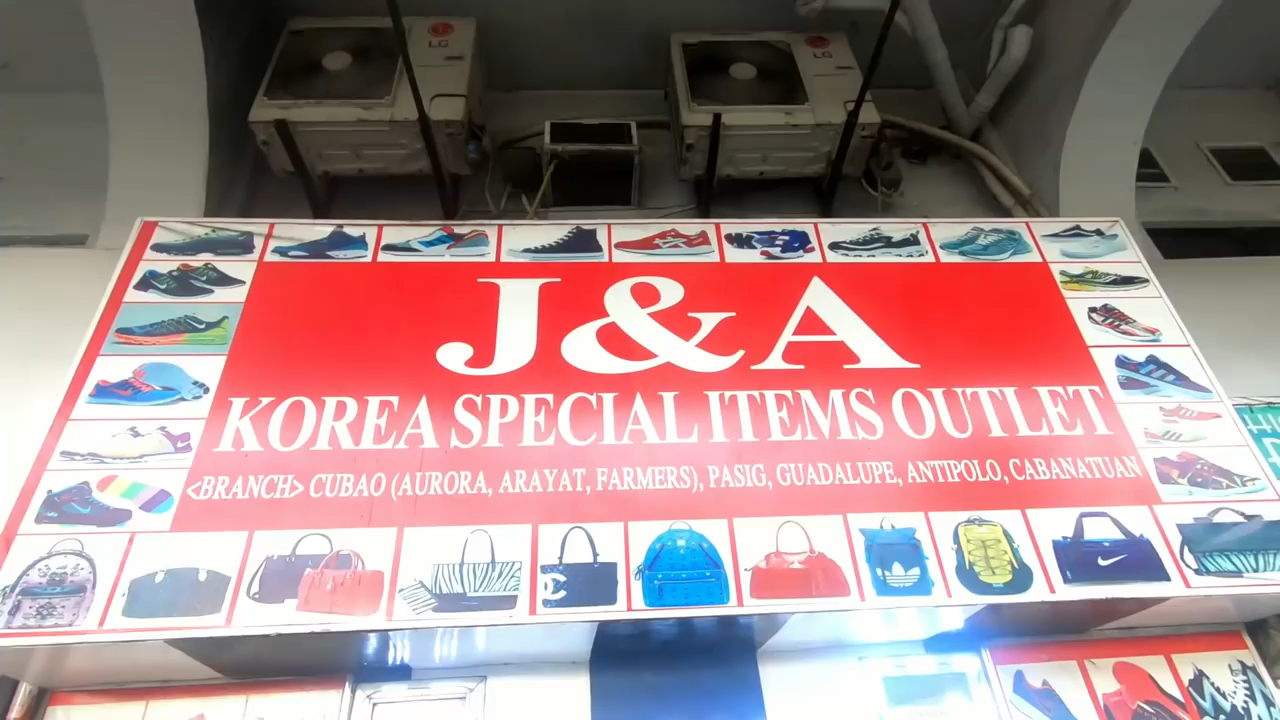 LG
LG
J&A
KOREA SPECIAL ITEMS OUTLET
<BRANCH> CUBAO (AURORA, ARAYAT, FARMERS), PASIG, GUADALUPE, ANTIPOLO, CABANATUAN